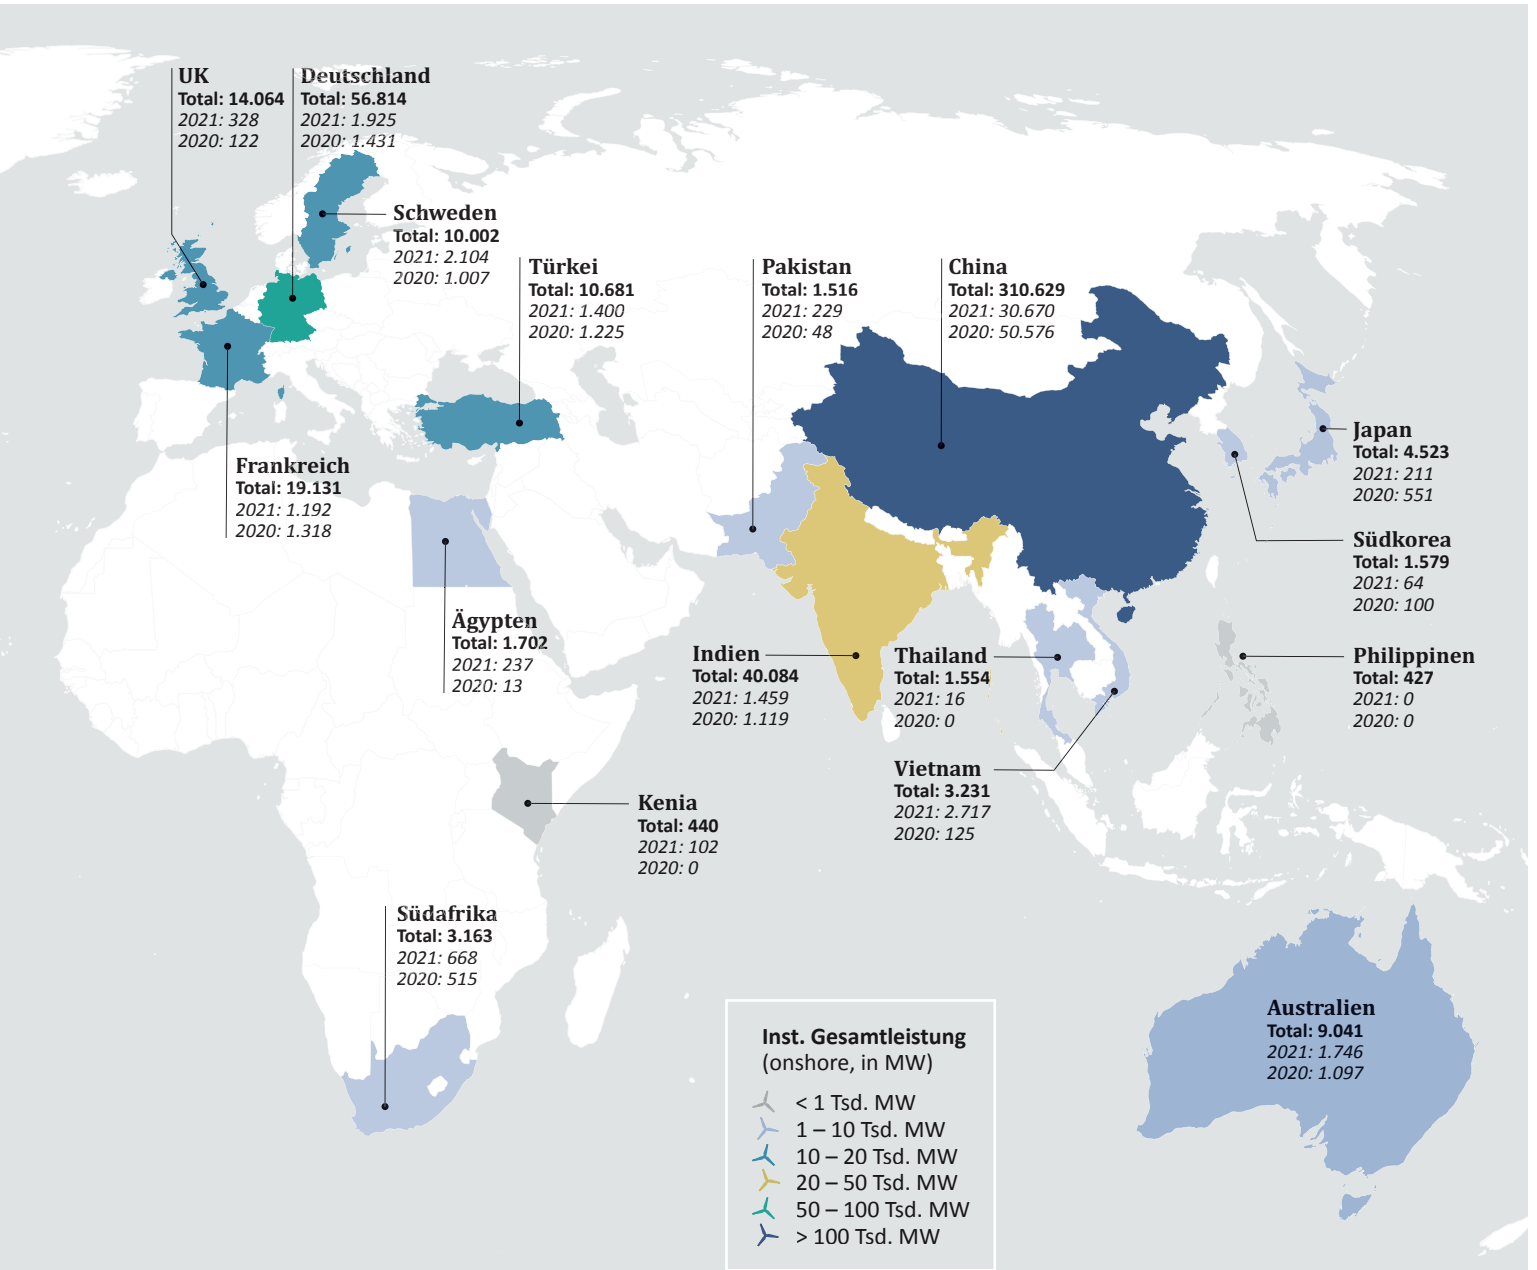 UK
Total: 14.064
2021: 328
2020: 122
Deutschland
Total: 56.814
2021: 1.925
2020: 1.431
Schweden
Total: 10.002
2021: 2.104
2020: 1.007
Türkei
Total: 10.681
2021: 1.400
2020: 1.225
Pakistan
Total: 1.516
2021: 229
2020: 48
China
Total: 310.629
2021: 30.670
2020: 50.576
Japan
Total: 4.523
2021: 211
2020: 551
Frankreich
Total: 19.131
2021: 1.192
2020: 1.318
Südkorea
Total: 1.579
2021: 64
2020: 100
Ägypten
Total: 1.702
2021: 237
2020: 13
Indien
Total: 40.084
2021: 1.459
2020: 1.119
Thailand
Total: 1.554
2021: 16
2020: 0
Philippinen
Total: 427
2021: 0
2020: 0
Vietnam
Total: 3.231
2021: 2.717
2020: 125
Kenia
Total: 440
2021: 102
2020: 0
Südafrika
Total: 3.163
2021: 668
2020: 515
Australien
Total: 9.041
2021: 1.746
2020: 1.097
Inst. Gesamtleistung
(onshore, in MW)
< 1 Tsd. MW
1 – 10 Tsd. MW
10 – 20 Tsd. MW
20 – 50 Tsd. MW
50 – 100 Tsd. MW
> 100 Tsd. MW